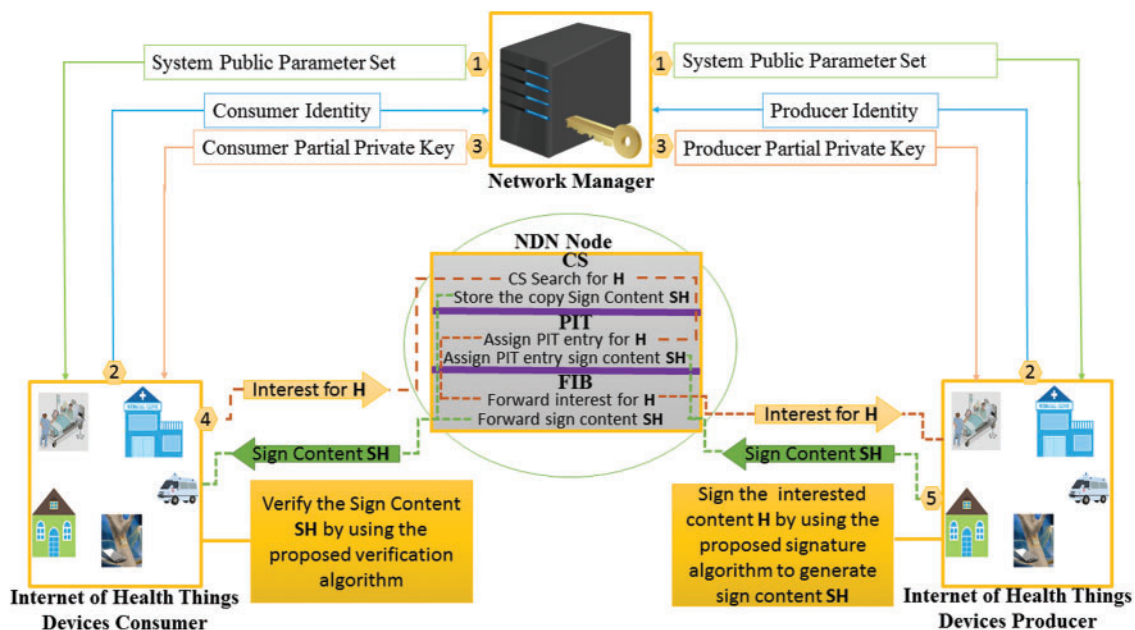 System Public Parameter Set
1
1
System Public Parameter Set
Consumer Identity
Producer Identity
Consumer Partial Private Key
3
3
Producer Partial Private Key
Network Manager
NDN Node
CS
CS Search for H
Store the copy Sign Content SH
PIT
Assign PIT entry for H
Assign PIT entry sign content SH
FIB
Forward interest for H
Forward sign content SH
2
2
4
Interest for H
Interest for H
Sign Content SH
Sign Content SH
5
Verify the Sign Content
SH by using the
proposed verification
algorithm
Sign the interested
content H by using the
proposed signature
algorithm to generate
sign content SH
Internet of Health Things
Devices Consumer
Internet of Health Things
Devices Producer